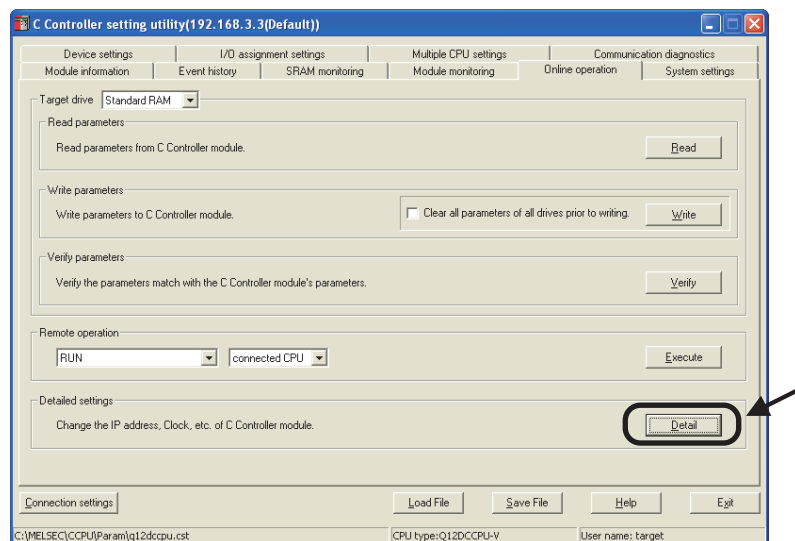 C Controller setting utility(192.168.3.3(Default))
Device settings I/O assignment settings Multiple CPU settings Communication diagnostics
Module information Event history SRAM monitoring Module monitoring Online operation System settings
Target drive Standard RAM
Read parameters
Read parameters from C Controller module. Read
Write parameters
Write parameters to C Controller module. Clear all parameters of all drives prior to writing. Write
Verify parameters
Verify the parameters match with the C Controller module's parameters. Verify
Remote operation
RUN connected CPU Execute
Detailed settings
Change the IP address, Clock, etc. of C Controller module. Detail
Connection settings Load File Save File Help Exit
C:\MELSEC\CCPU\Param\q12dccpu.cst CPU type:Q12DCCPU-V User name: target